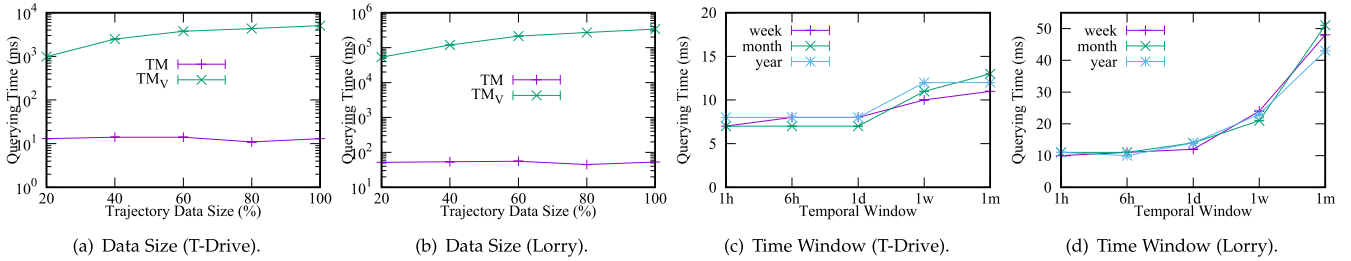 Querying Time (ms)
10^4
10^3
10^2
10^1
10^0
TM
TM_V
20 40 60 80 100
Trajectory Data Size (%)
(a) Data Size (T-Drive).
Querying Time (ms)
10^6
10^5
10^4
10^3
10^2
10^1
TM
TM_V
20 40 60 80 100
Trajectory Data Size (%)
(b) Data Size (Lorry).
Querying Time (ms)
20
15
10
5
0
week
month
year
1h 6h 1d 1w 1m
Temporal Window
(c) Time Window (T-Drive).
Querying Time (ms)
50
40
30
20
10
0
week
month
year
1h 6h 1d 1w 1m
Temporal Window
(d) Time Window (Lorry).